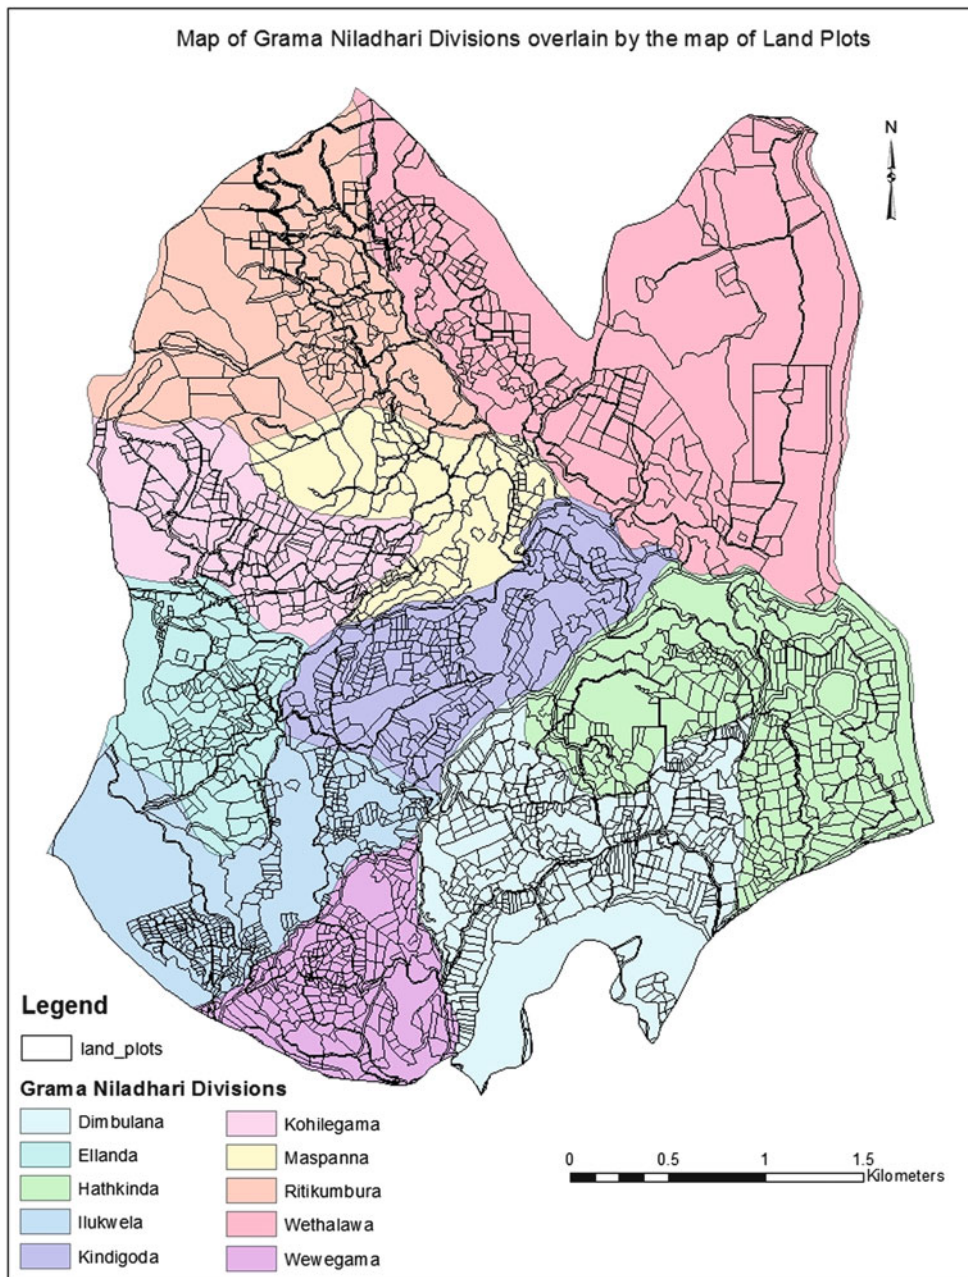 Map of Grama Niladhari Divisions overlain by the map of Land Plots
N
S
Legend
land_plots
Grama Niladhari Divisions
Dimbulana
Ellanda
Hathkinda
Ilukwela
Kindigoda
Kohilegama
Maspanna
Ritikumbura
Wethalawa
Wewegama
0 0.5 1 1.5
Kilometers